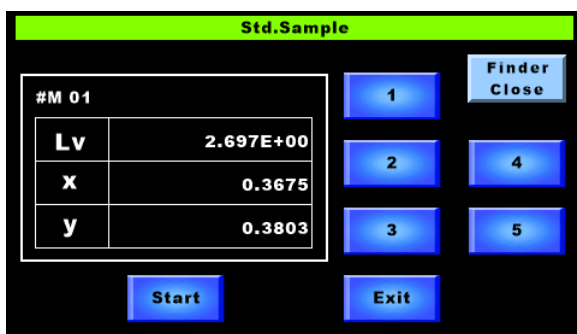 Std.Sample
Finder
Close
#M 01
1
Lv 2.697E+00
2
4
x 0.3675
y 0.3803
3
5
Start
Exit